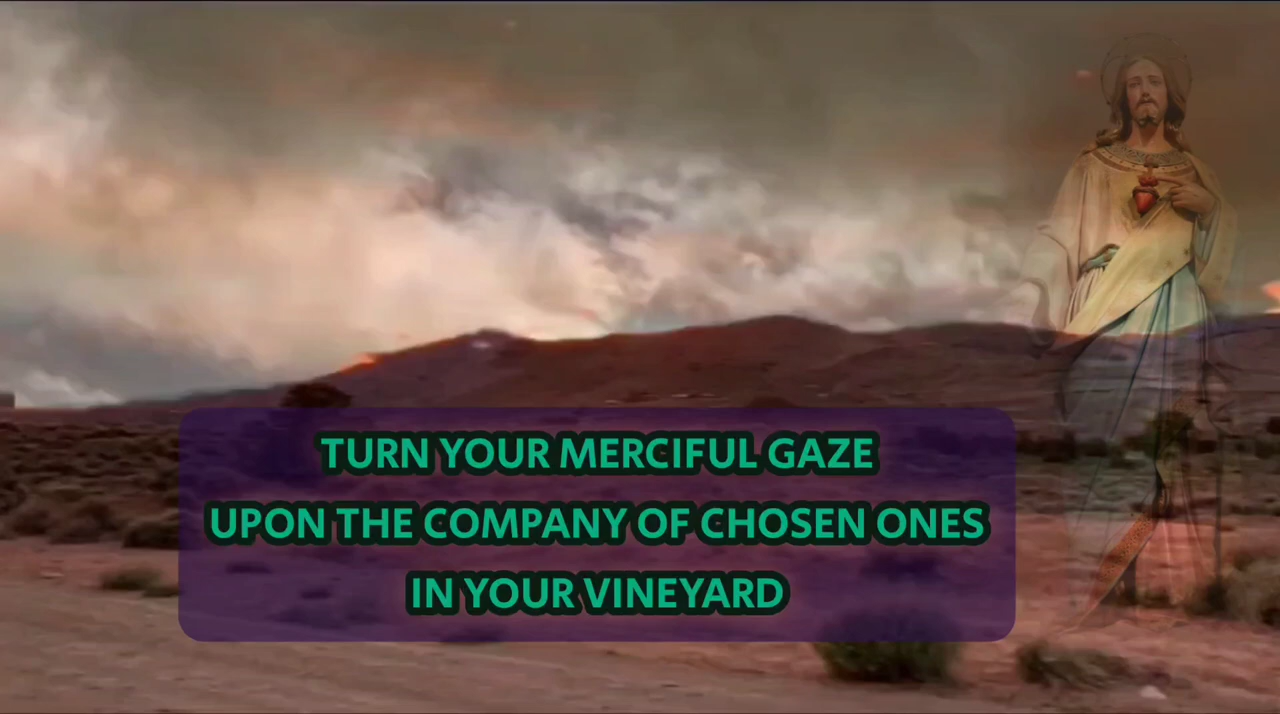 TURN YOUR MERCIFUL GAZE
UPON THE COMPANY OF CHOSEN ONES
IN YOUR VINEYARD